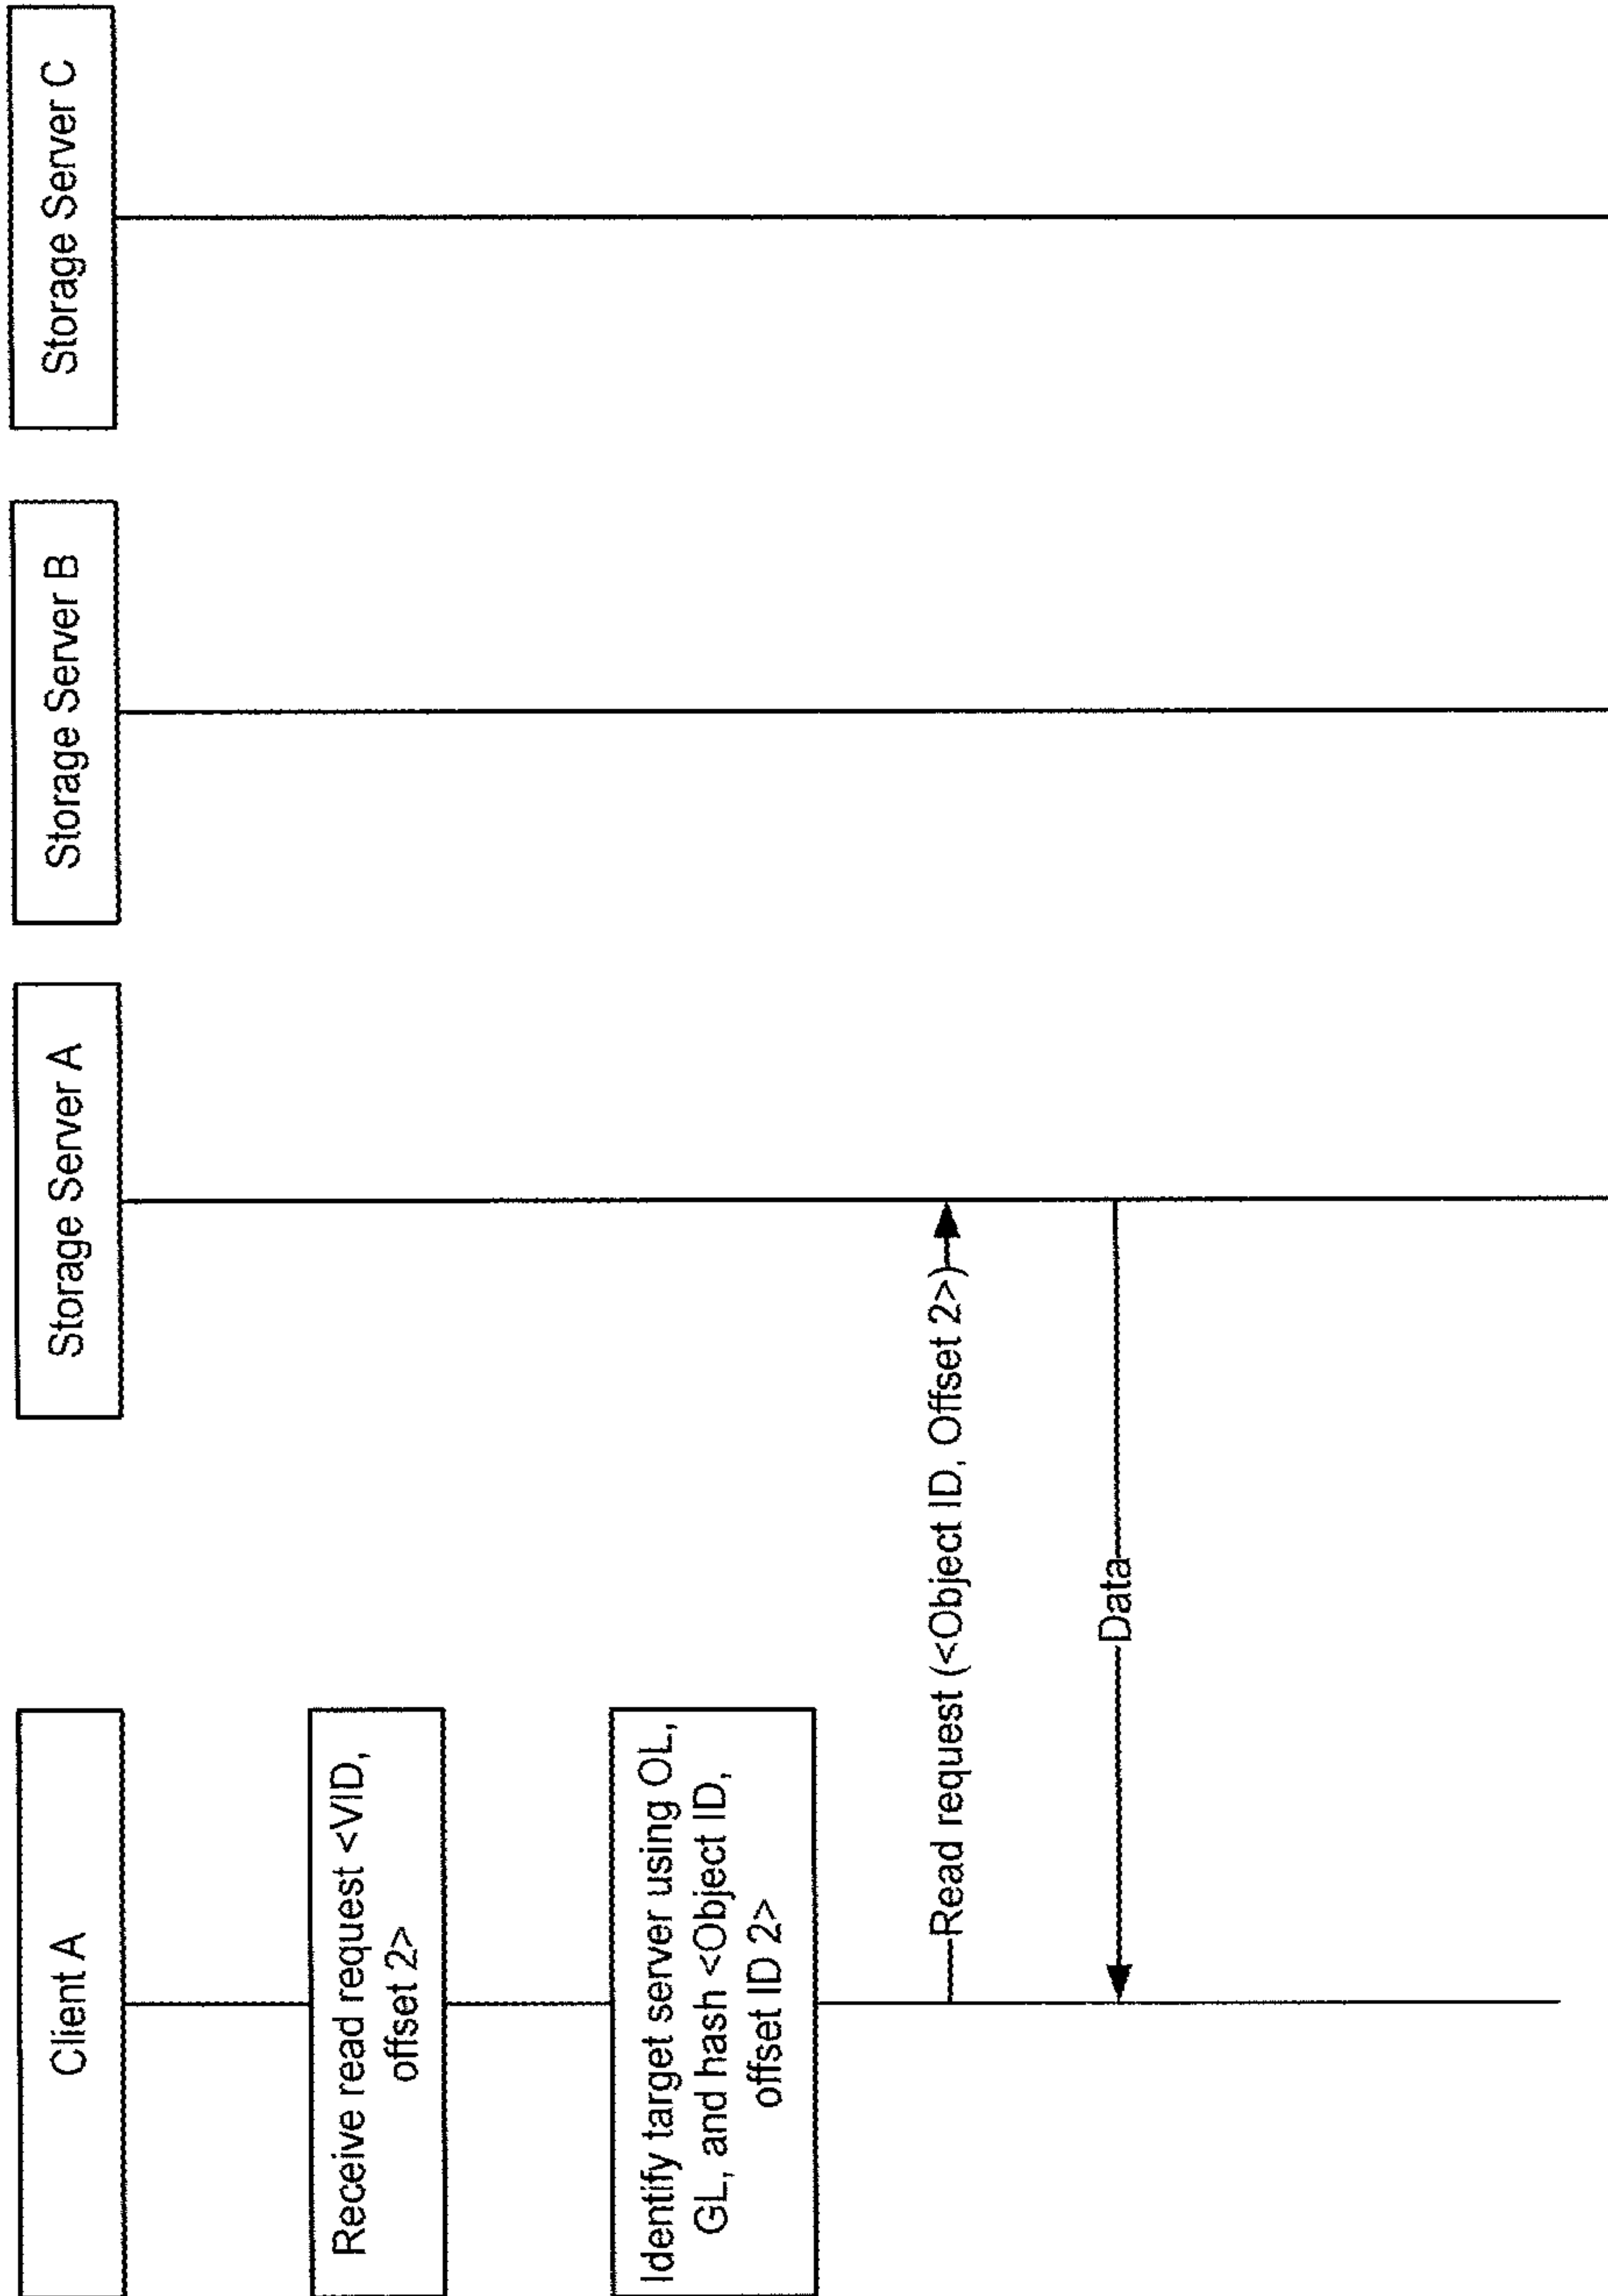 Client A
Storage Server A
Storage Server B
Storage Server C
Receive read request <VID,
offset 2>
Identify target server using OL,
GL, and hash <Object ID,
offset ID 2>
Read request (<Object ID, Offset 2>)
Data